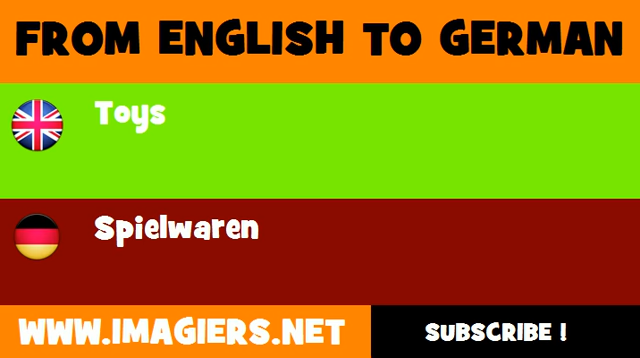 FROM ENGLISH TO GERMAN
Toys
Spielwaren
WWW.IMAGIERS.NET
SUBSCRIBE !